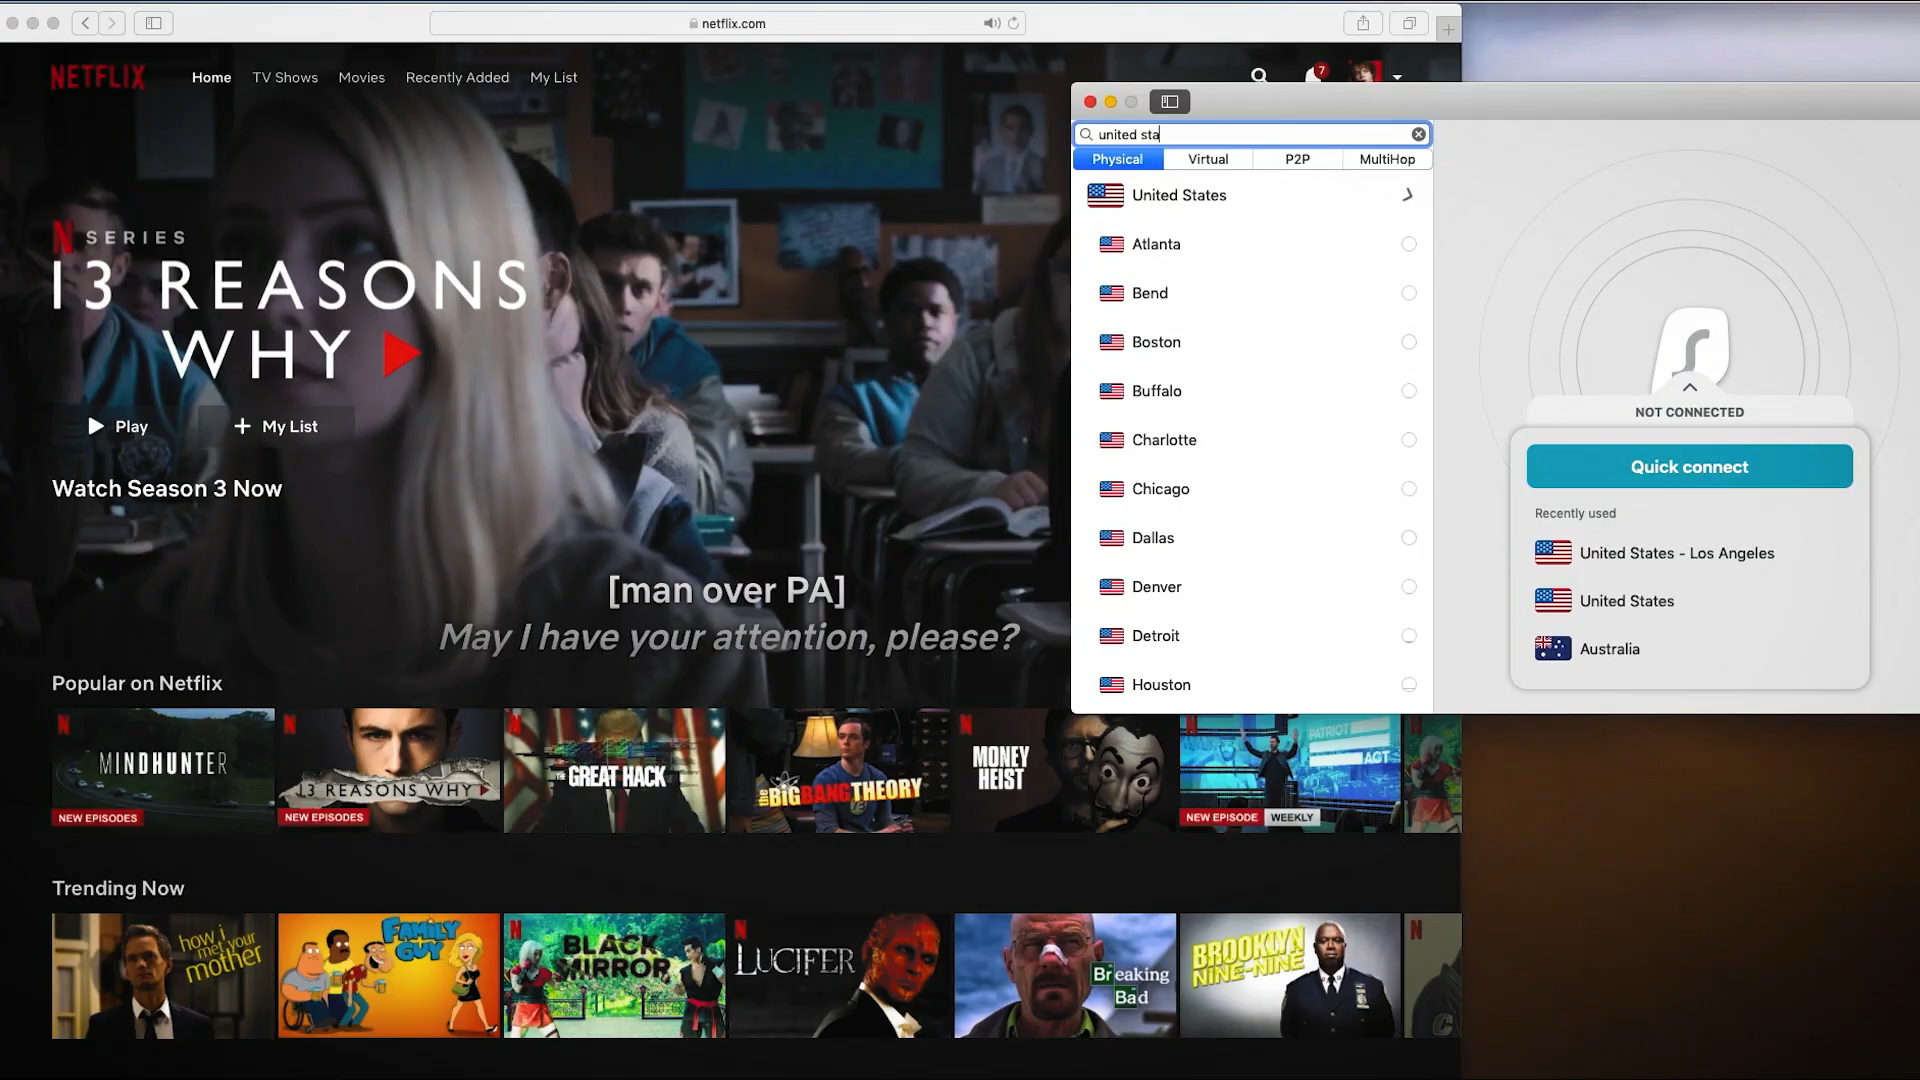 netflix.com
NETFLIX
Home
TV Shows
Movies
Recently Added
My List
7
N SERIES
13 REASONS
WHY
Play
+ My List
Watch Season 3 Now
[man over PA]
May I have your attention, please?
united sta
Physical
Virtual
P2P
MultiHop
United States
Atlanta
Bend
Boston
Buffalo
Charlotte
Chicago
Dallas
Denver
Detroit
Houston
NOT CONNECTED
Quick connect
Recently used
United States - Los Angeles
United States
Australia
Popular on Netflix
N
MINDHUNTER
NEW EPISODES
N
13 REASONS WHY
NEW EPISODES
N
THE GREAT HACK
the BIG BANG THEORY
N
MONEY
HEIST
N
PATRIOT
ACT
NEW EPISODE
WEEKLY
Trending Now
how i
met your
mother
FAMILY
GUY
N
BLACK
MIRROR
N
LUCIFER
Breaking
Bad
BROOKLYN
NINE-NINE
N
C